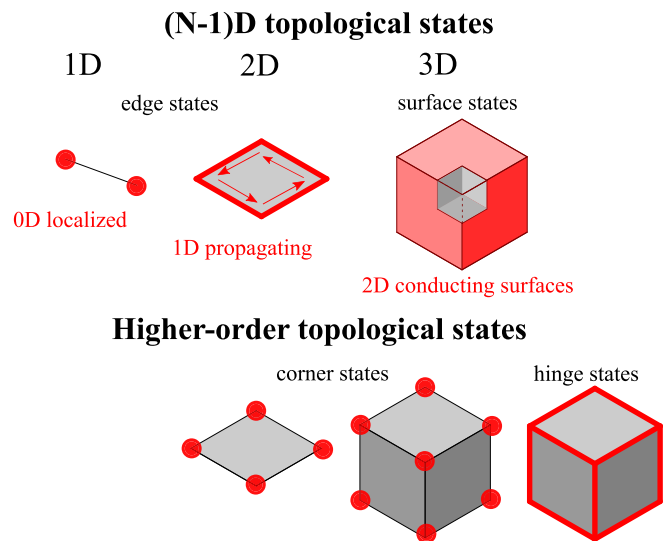 (N-1)D topological states
1D 2D 3D
edge states surface states
0D localized
1D propagating
2D conducting surfaces
Higher-order topological states
corner states hinge states